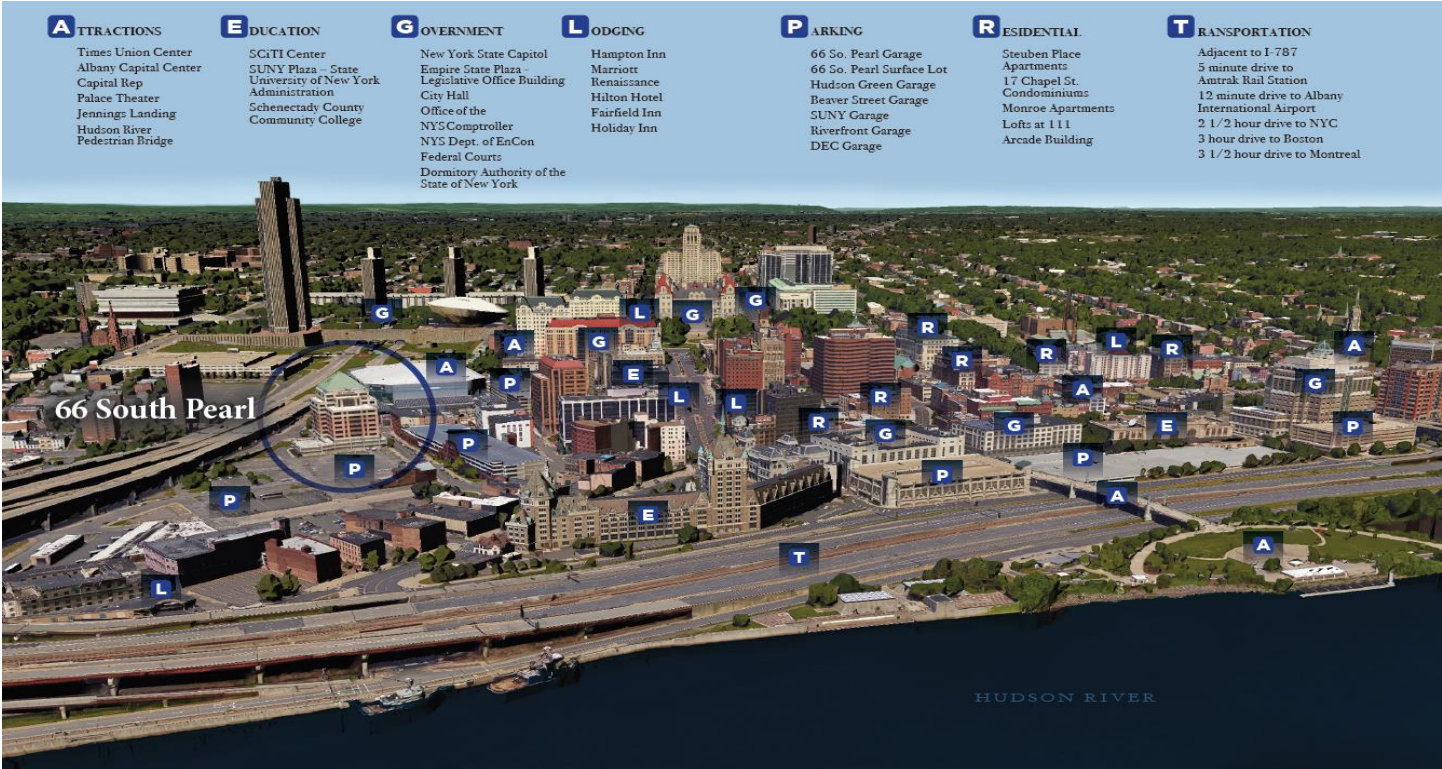 ATTRACTIONS
Times Union Center
Albany Capital Center
Capital Rep
Palace Theater
Jennings Landing
Hudson River
Pedestrian Bridge
EDUCATION
SCiTI Center
SUNY Plaza – State
University of New York
Administration
Schenectady County
Community College
GOVERNMENT
New York State Capitol
Empire State Plaza -
Legislative Office Building
City Hall
Office of the
NYS Comptroller
NYS Dept. of EnCon
Federal Courts
Dormitory Authority of the
State of New York
LODGING
Hampton Inn
Marriott
Renaissance
Hilton Hotel
Fairfield Inn
Holiday Inn
PARKING
66 So. Pearl Garage
66 So. Pearl Surface Lot
Hudson Green Garage
Beaver Street Garage
SUNY Garage
Riverfront Garage
DEC Garage
RESIDENTIAL
Steuben Place
Apartments
17 Chapel St.
Condominiums
Monroe Apartments
Lofts at 111
Arcade Building
TRANSPORTATION
Adjacent to I-787
5 minute drive to
Amtrak Rail Station
12 minute drive to Albany
International Airport
2 1/2 hour drive to NYC
3 hour drive to Boston
3 1/2 hour drive to Montreal
G
L
G
G
A
G
R
R
R
L
R
A
A
P
E
L
L
R
A
G
66 South Pearl
P
R
G
G
E
P
P
P
P
P
A
E
T
A
L
HUDSON RIVER